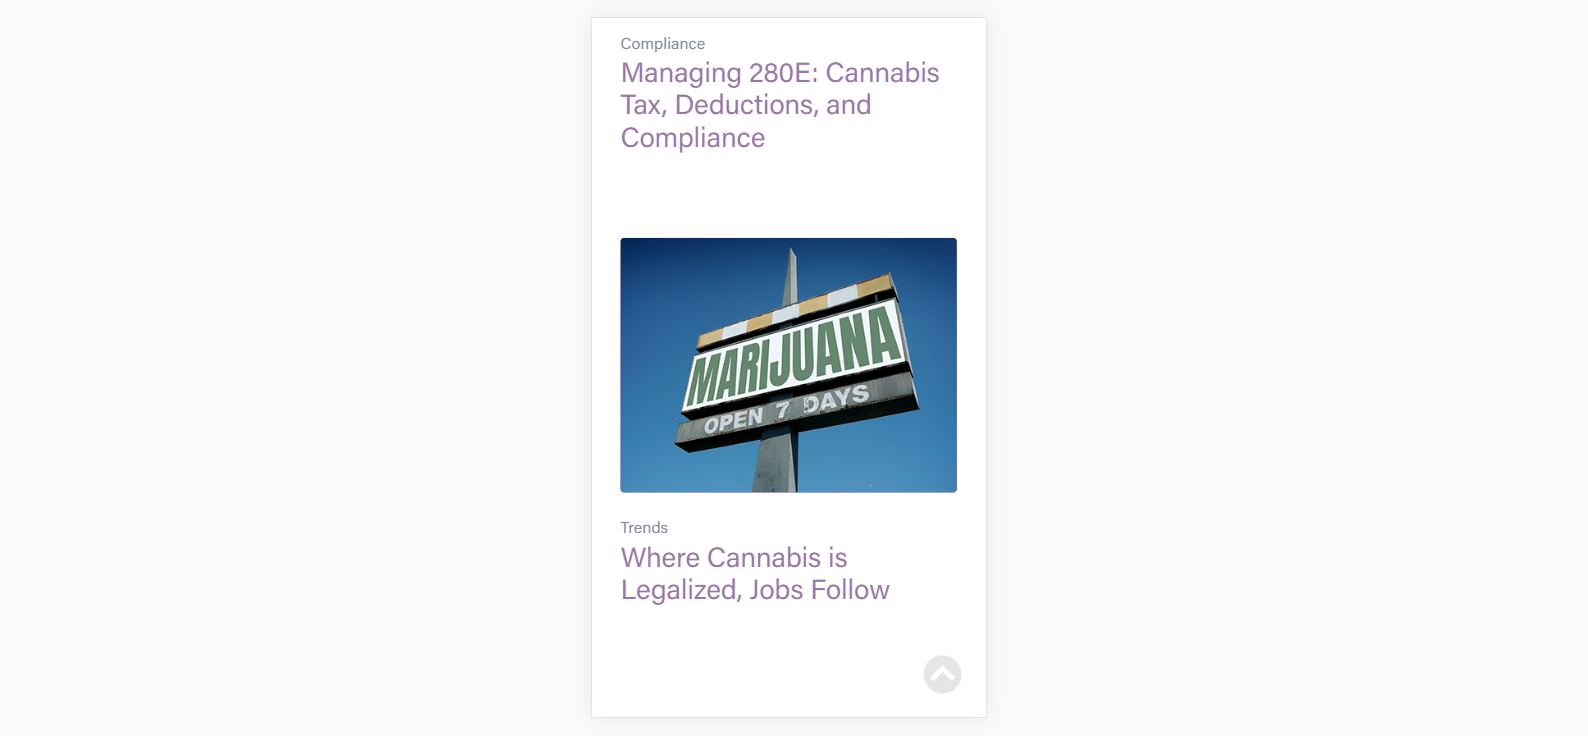 Compliance
Managing 280E: Cannabis
Tax, Deductions, and
Compliance
MARIJUANA
OPEN 7 DAYS
Trends
Where Cannabis is
Legalized, Jobs Follow